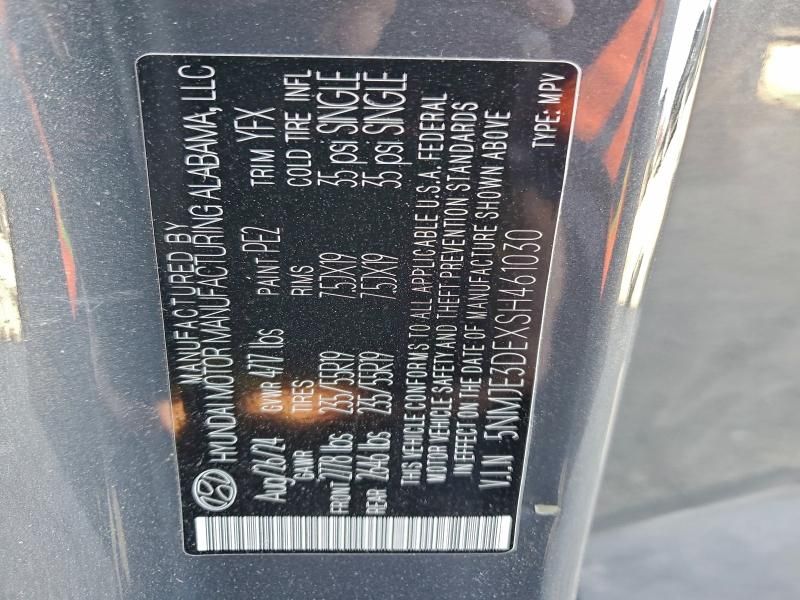 MANUFACTURED BY
HYUNDAI MOTOR MANUFACTURING ALABAMA, LLC
Aug/26/24 GVWR 4717 lbs PAINT PE2 TRIM YFX
GAWR TIRES RIMS COLD TIRE INFL
FRONT 2778 lbs 235/55R19 7.5JX19 35 psi SINGLE
REAR 2646 lbs 235/55R19 7.5JX19 35 psi SINGLE
THIS VEHICLE CONFORMS TO ALL APPLICABLE U.S.A. FEDERAL
MOTOR VEHICLE SAFETY AND THEFT PREVENTION STANDARDS
IN EFFECT ON THE DATE OF MANUFACTURE SHOWN ABOVE
V.I.N 5NMJE3DEXSH461030 TYPE: MPV